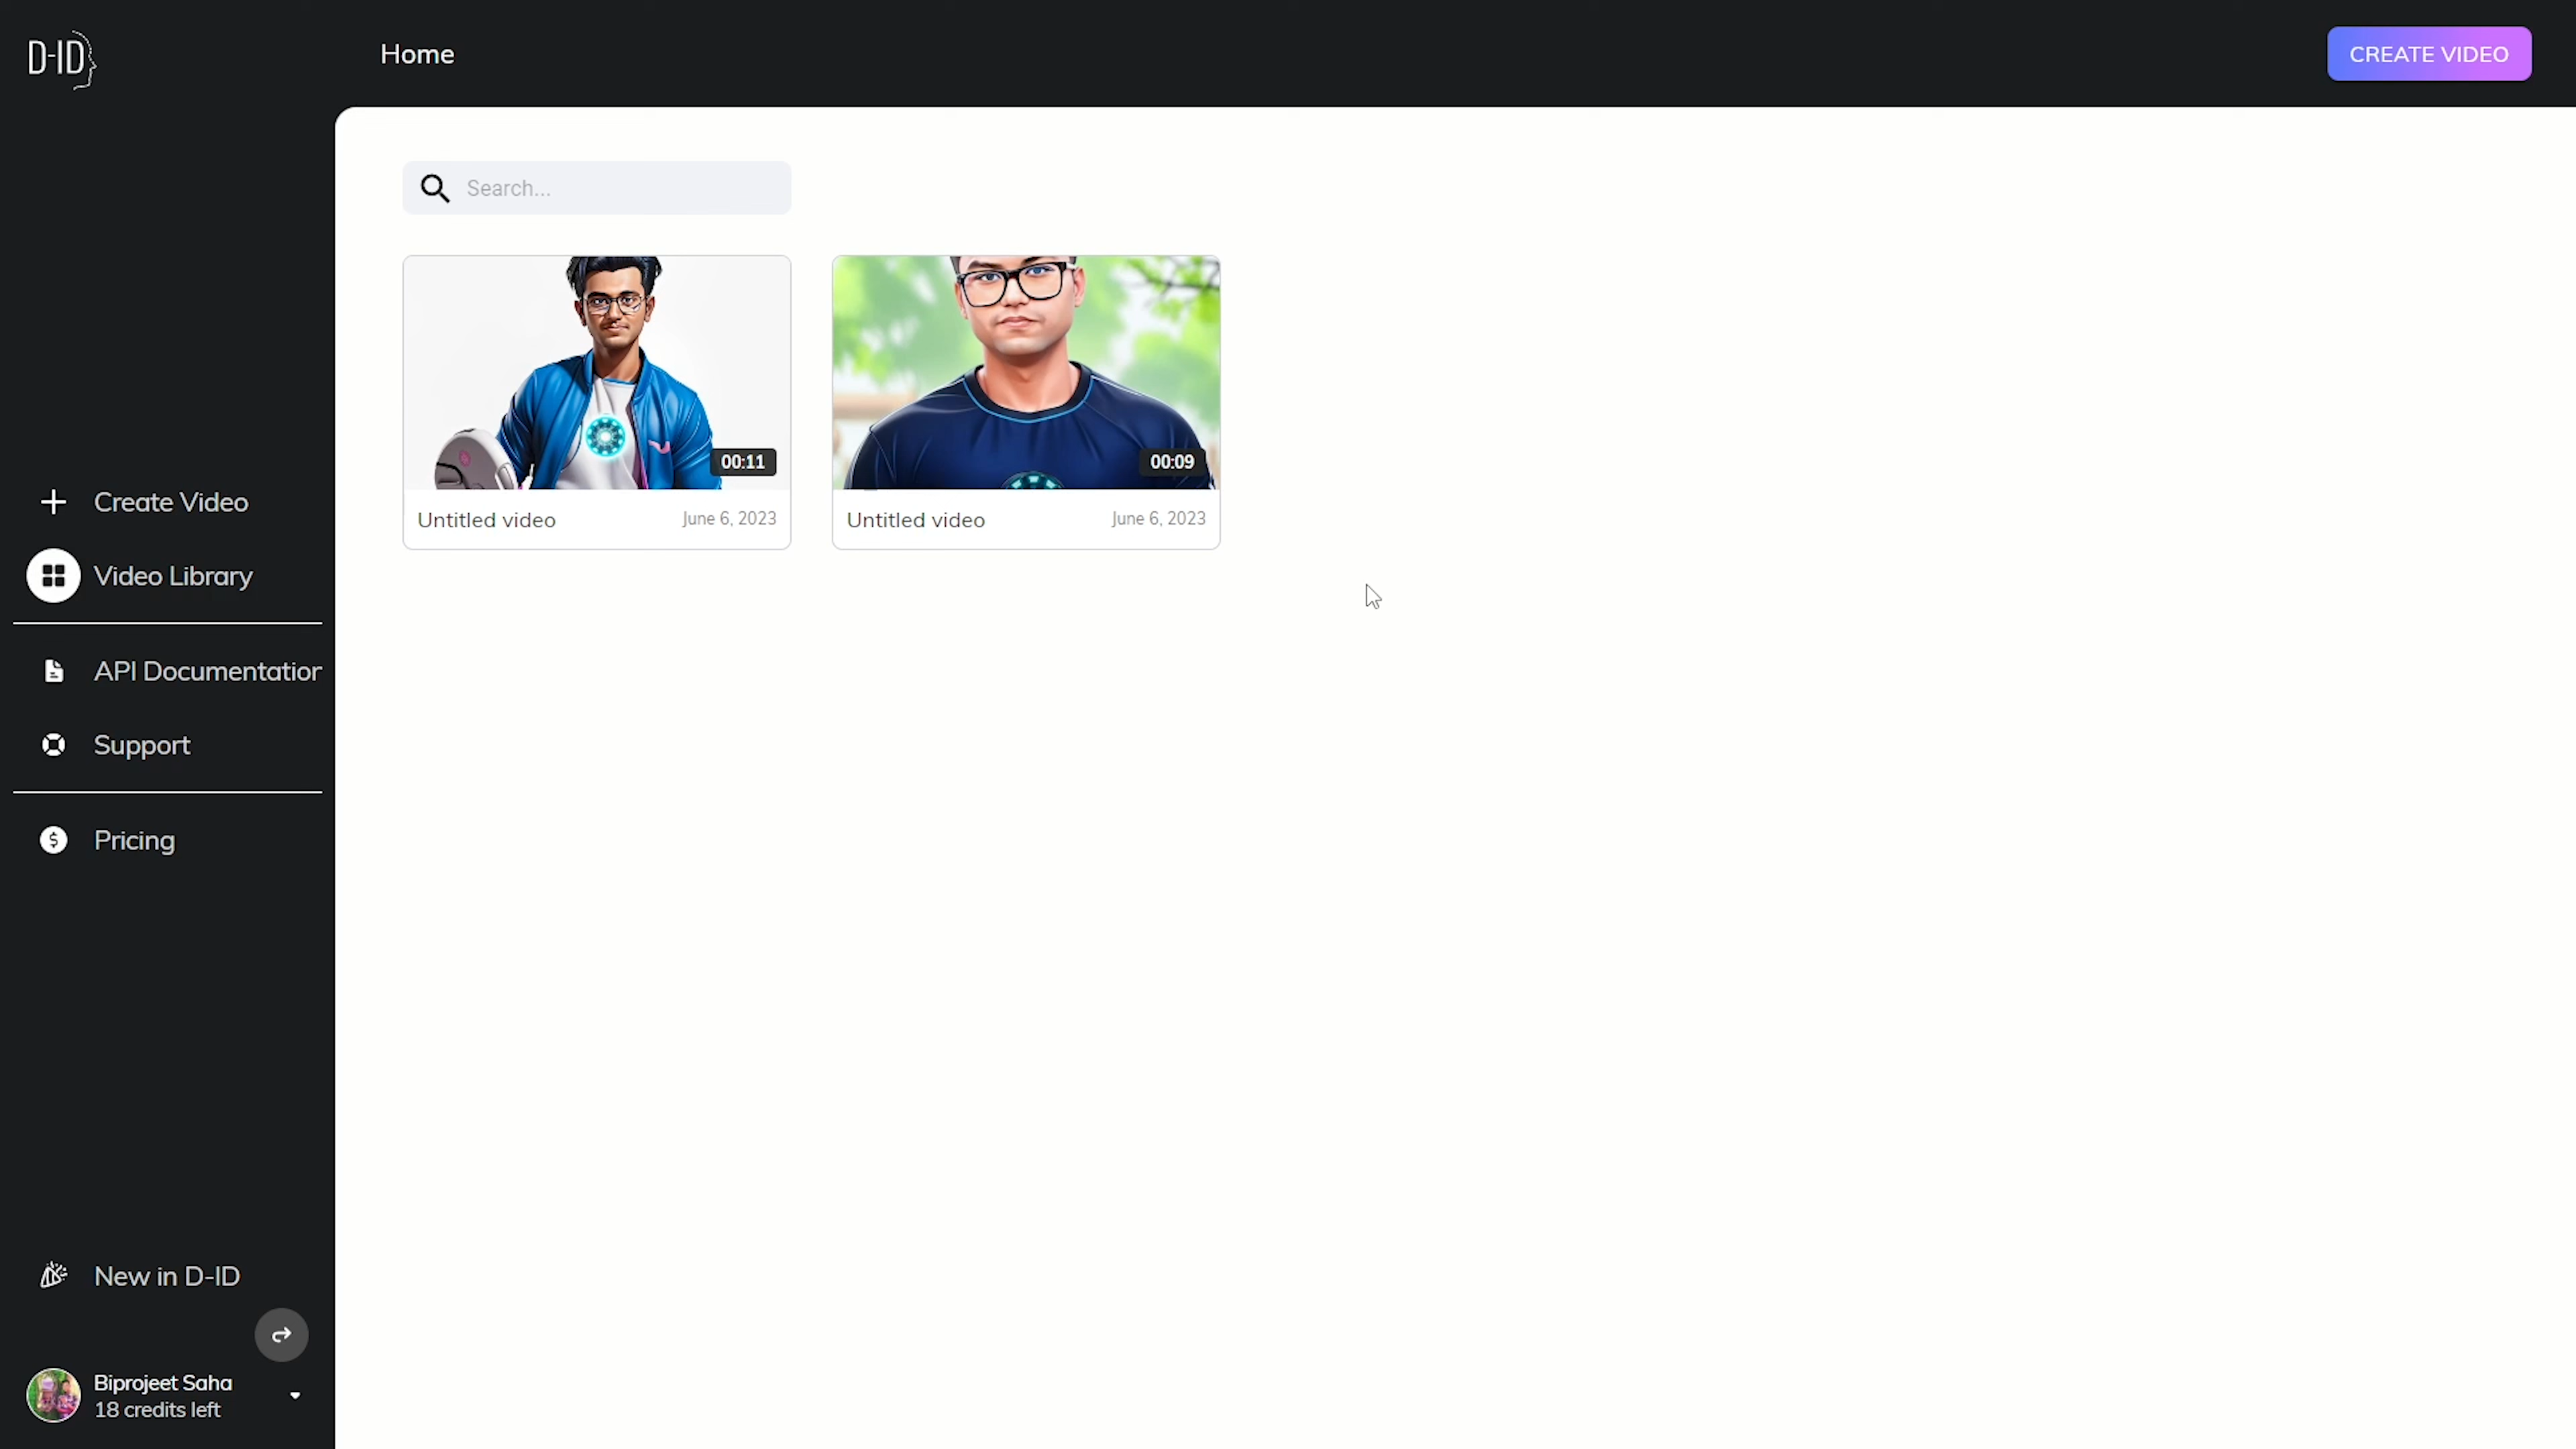 D-ID
Home
CREATE VIDEO
Search...
00:11
00:09
Untitled video
June 6, 2023
Untitled video
June 6, 2023
Create Video
Video Library
API Documentation
Support
Pricing
New in D-ID
Biprojeet Saha
18 credits left